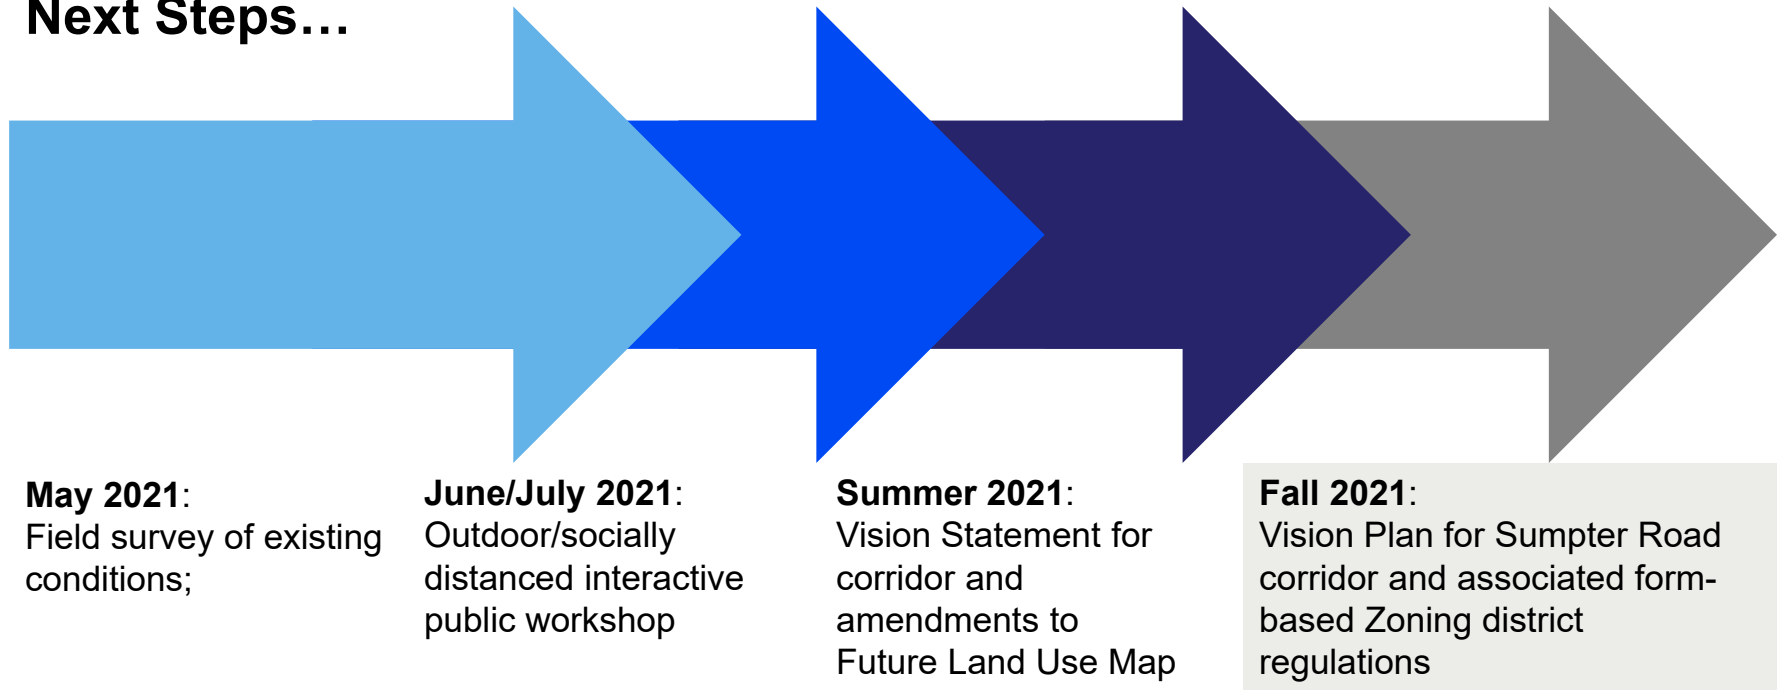 Next Steps…
May 2021:
Field survey of existing
conditions;
June/July 2021:
Outdoor/socially
distanced interactive
public workshop
Summer 2021:
Vision Statement for
corridor and
amendments to
Future Land Use Map
Fall 2021:
Vision Plan for Sumpter Road
corridor and associated form-
based Zoning district
regulations